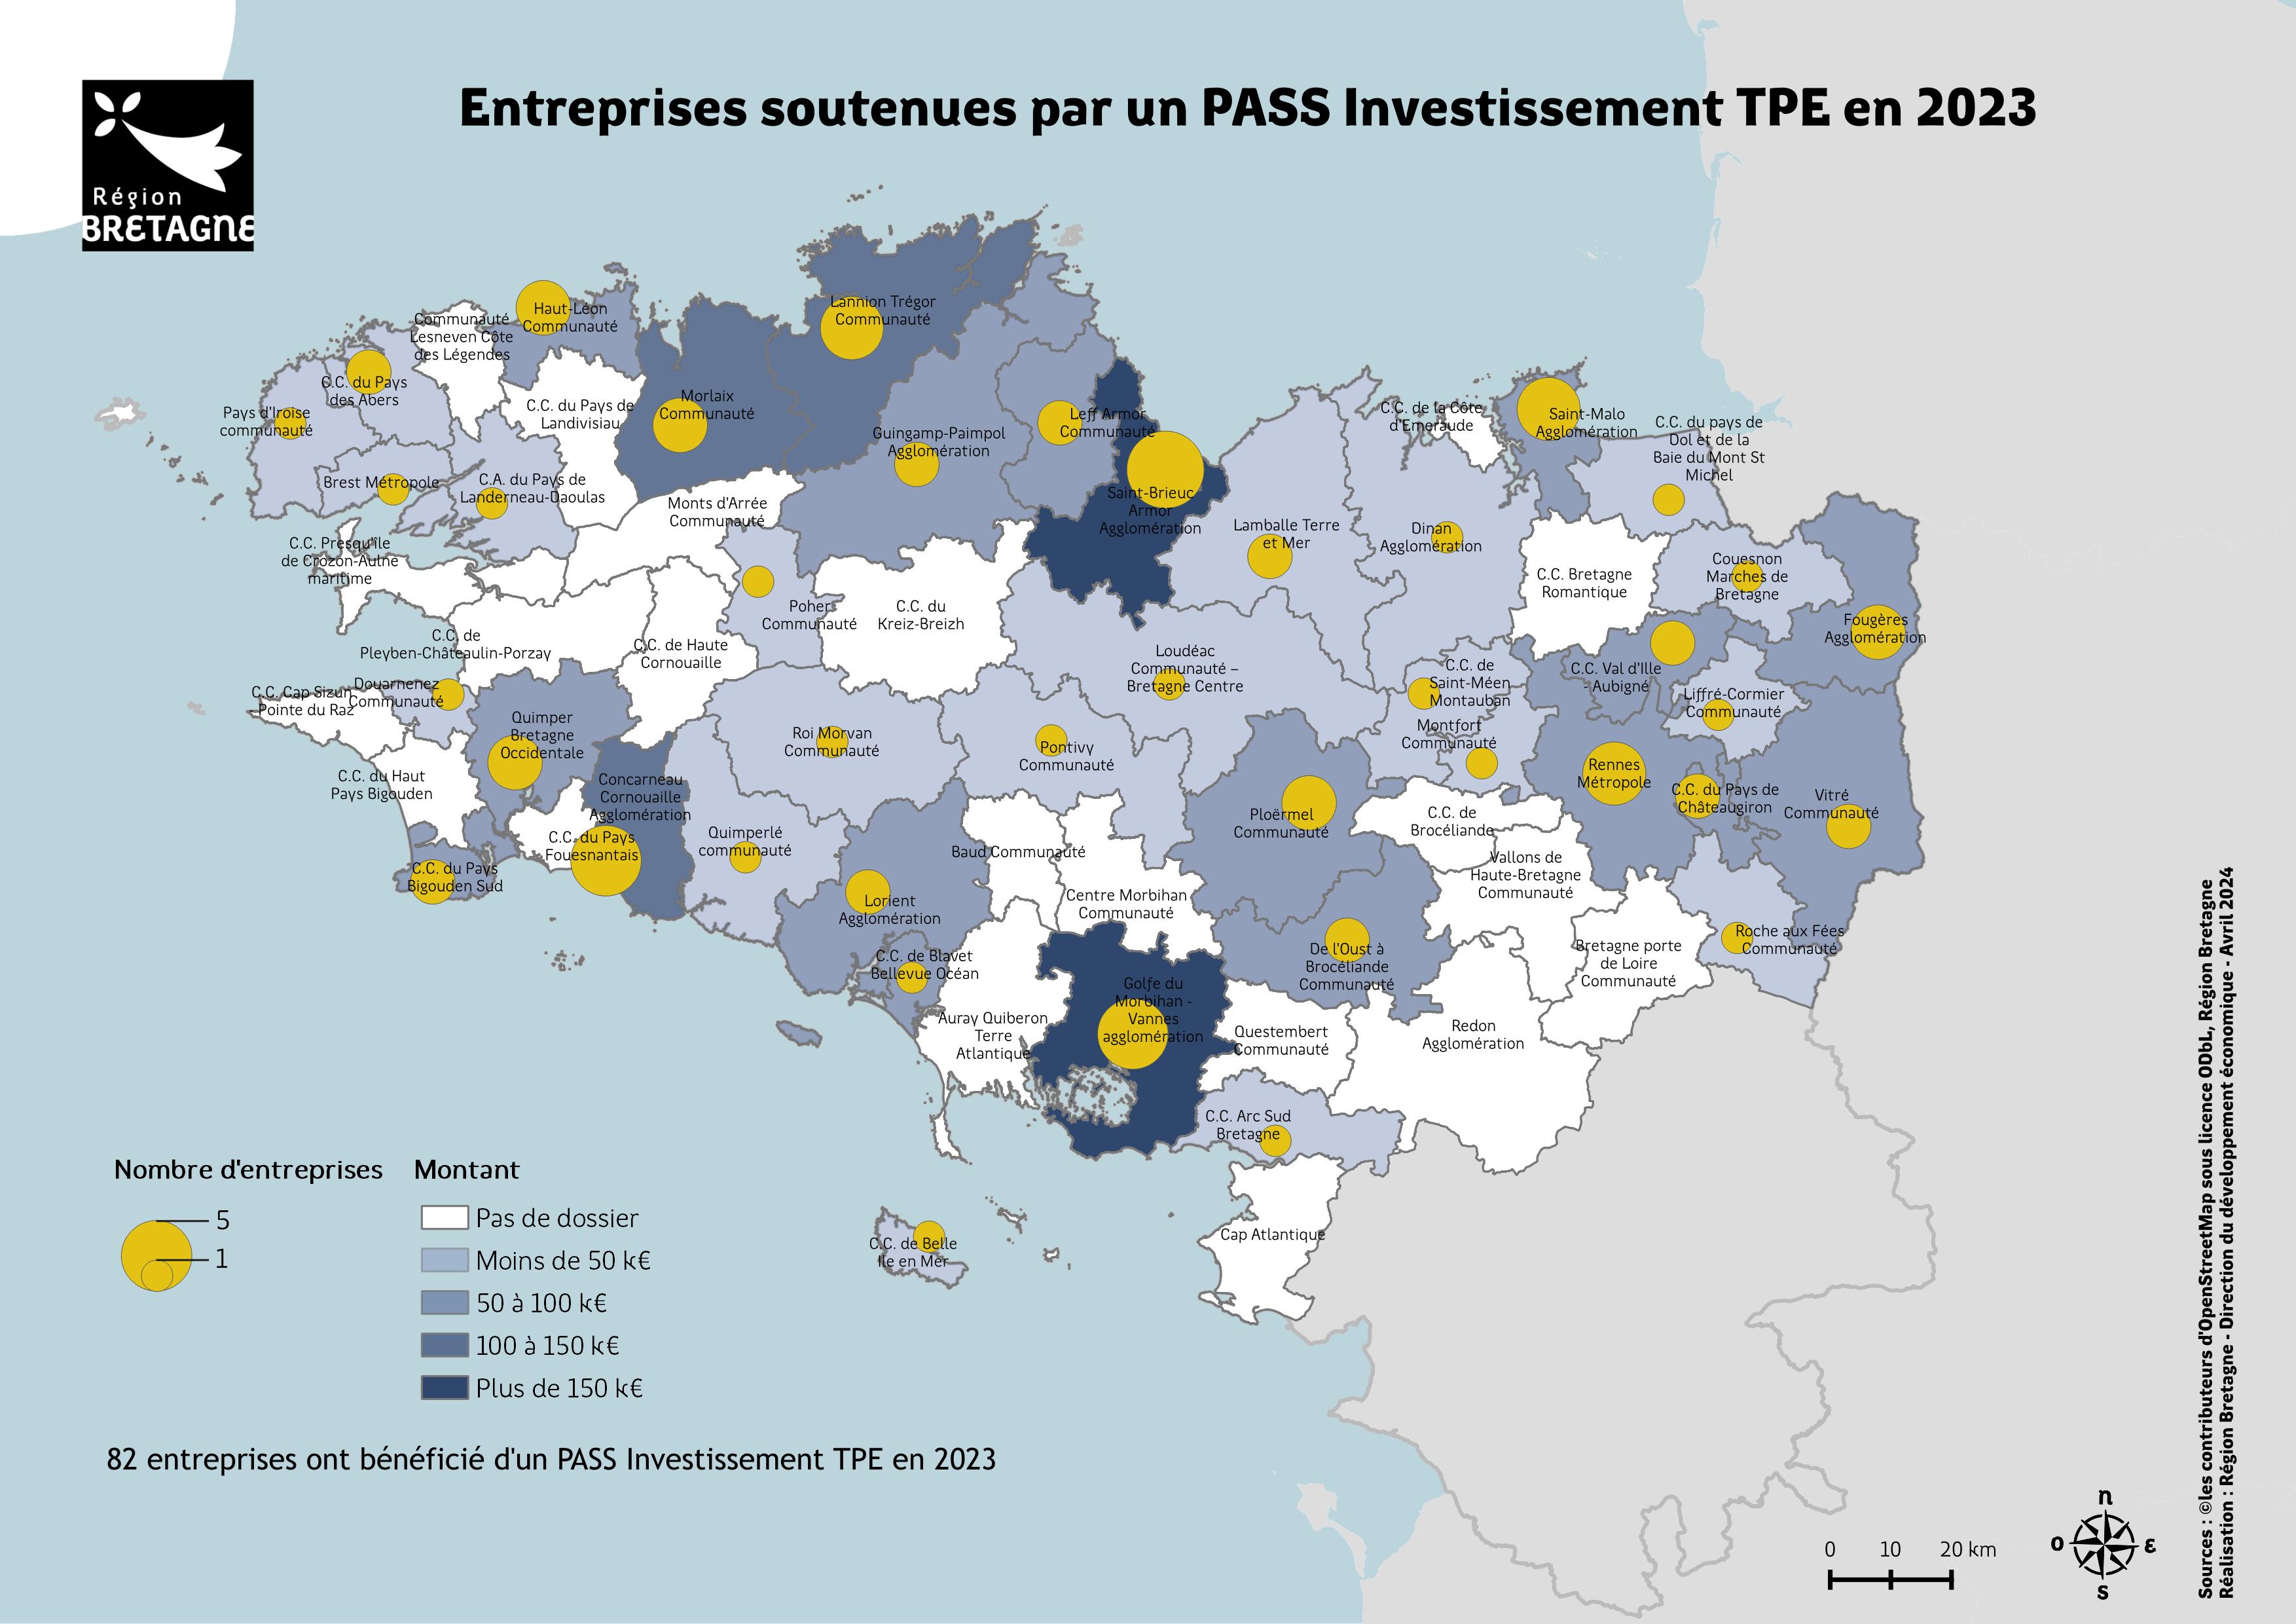 Entreprises soutenues par un PASS Investissement TPE en 2023
Région
BRETAGNE
Haut-Léon
Communauté
Communauté
Lesneven Côte
des Légendes
C.C. du Pays
des Abers
Pays d'Iroise
communauté
C.C. du Pays de
Landivisiau
Morlaix
Communauté
Lannion Trégor
Communauté
Guingamp-Paimpol
Agglomération
Leff Armor
Communauté
Brest Métropole
C.A. du Pays de
Landerneau-Daoulas
Monts d'Arrée
Communauté
Saint-Brieuc
Armor
Agglomération
Lamballe Terre
et Mer
C.C. de la Côte
d'Emeraude
Saint-Malo
Agglomération
C.C. du pays de
Dol et de la
Baie du Mont St
Michel
Dinan
Agglomération
C.C. Bretagne
Romantique
Couesnon
Marches de
Bretagne
Fougères
Agglomération
C.C. Presqu'île
de Crozon-Aulne
maritime
C.C. de
Pleyben-Châteaulin-Porzay
C.C. de Haute
Cornouaille
Poher
Communauté
C.C. du
Kreiz-Breizh
Loudéac
Communauté –
Bretagne Centre
C.C. de
Saint-Méen
Montauban
C.C. Val d'Ille
- Aubigné
Liffré-Cormier
Communauté
Montfort
Communauté
C.C. Cap Sizun
- Pointe du Raz
Douarnenez
Communauté
Quimper
Bretagne
Occidentale
Roi Morvan
Communauté
Pontivy
Communauté
Rennes
Métropole
C.C. du Pays de
Châteaugiron
Vitré
Communauté
C.C. du Haut
Pays Bigouden
Concarneau
Cornouaille
Agglomération
C.C. du Pays
Fouesnantais
Quimperlé
communauté
C.C. du Pays
Bigouden Sud
Baud Communauté
Ploërmel
Communauté
C.C. de
Brocéliande
Vallons de
Haute-Bretagne
Communauté
Centre Morbihan
Communauté
Lorient
Agglomération
C.C. de Blavet
Bellevue Océan
De l'Oust à
Brocéliande
Communauté
Bretagne porte
de Loire
Communauté
Roche aux Fées
Communauté
Auray Quiberon
Terre
Atlantique
Golfe du
Morbihan -
Vannes
agglomération
Questembert
Communauté
Redon
Agglomération
C.C. Arc Sud
Bretagne
Cap Atlantique
C.C. de Belle
Ile en Mer
Nombre d'entreprises
5
1
Montant
Pas de dossier
Moins de 50 k€
50 à 100 k€
100 à 150 k€
Plus de 150 k€
82 entreprises ont bénéficié d'un PASS Investissement TPE en 2023
0 10 20 km
n
o
ε
s
Sources : ©les contributeurs d'OpenStreetMap sous licence ODbL, Région Bretagne
Réalisation : Région Bretagne - Direction du développement économique - Avril 2024